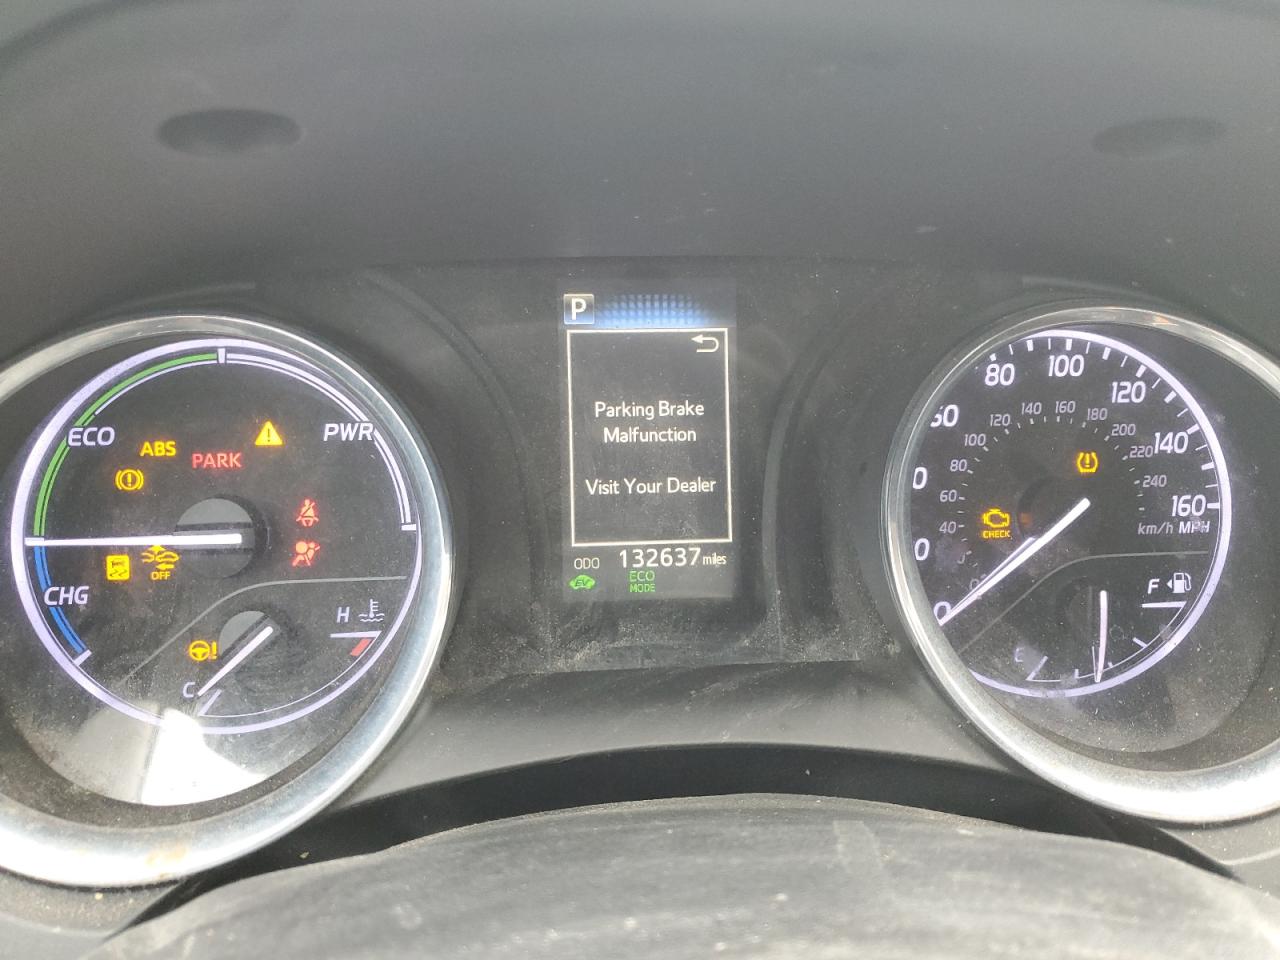 P
Parking Brake
Malfunction
Visit Your Dealer
ODO 132637 miles
EV
ECO
MODE
ECO
PWR
ABS
PARK
OFF
CHG
H
C
80
100
120
140
160
0
120
140
160
180
100
200
80
220
60
240
40
km/h MPH
CHECK
F